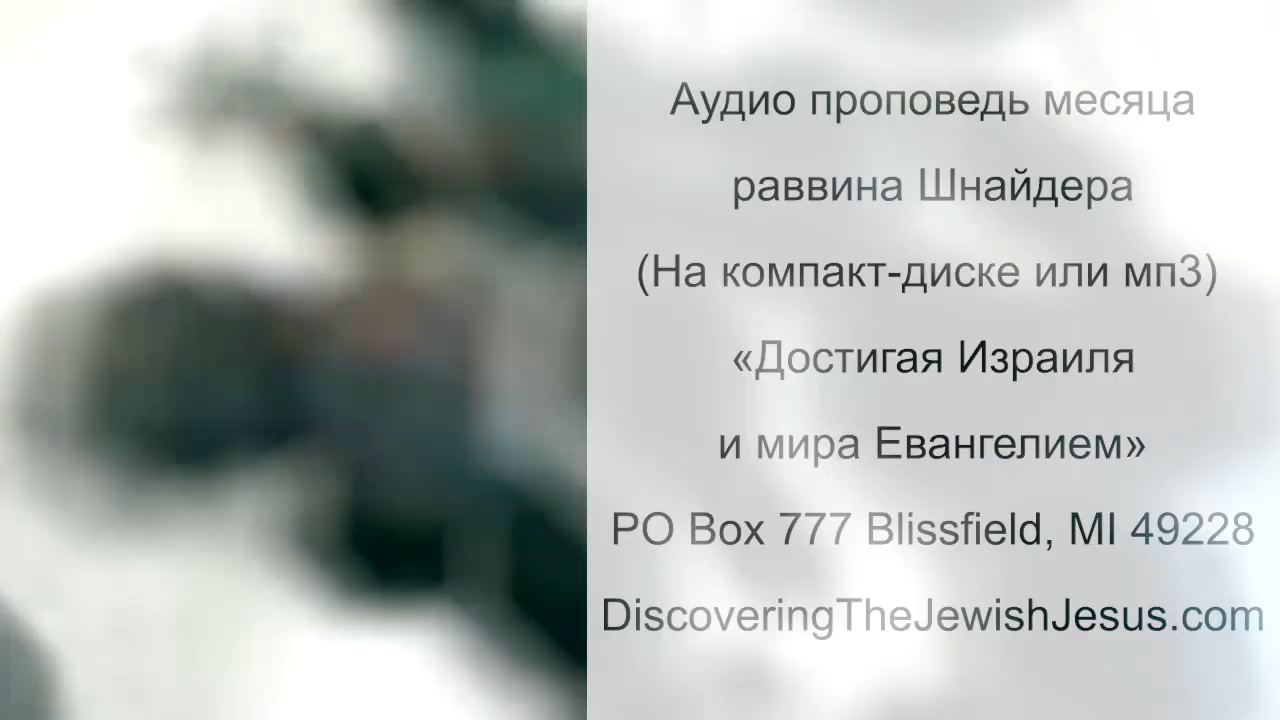 Аудио проповедь месяца
раввина Шнайдера
(На компакт-диске или мп3)
«Достигая Израиля
и мира Евангелием»
PO Box 777 Blissfield, MI 49228
DiscoveringTheJewishJesus.com